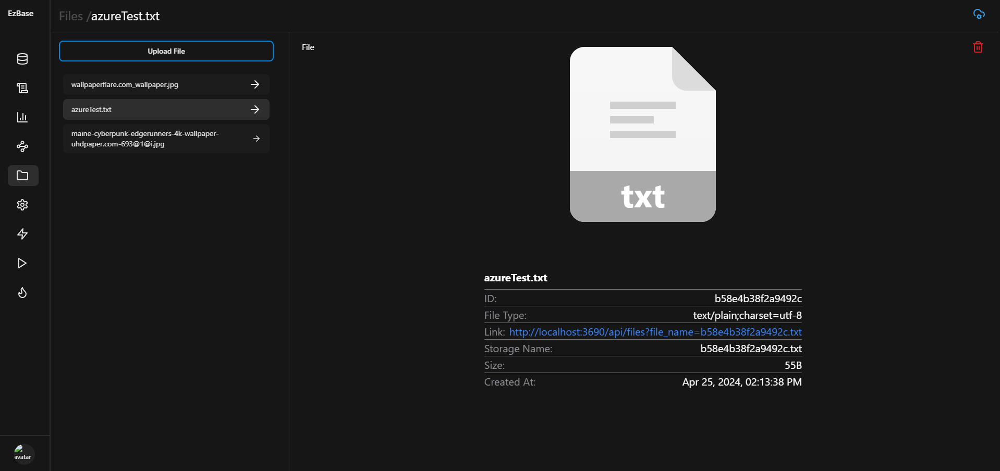 EzBase
Files /azureTest.txt
Upload File
File
wallpaperflare.com_wallpaper.jpg
azureTest.txt
maine-cyberpunk-edgerunners-4k-wallpaper-
uhdpaper.com-693@1@i.jpg
txt
azureTest.txt
ID: b58e4b38f2a9492c
File Type: text/plain;charset=utf-8
Link: http://localhost:3690/api/files?file_name=b58e4b38f2a9492c.txt
Storage Name: b58e4b38f2a9492c.txt
Size: 55B
Created At: Apr 25, 2024, 02:13:38 PM
avatar